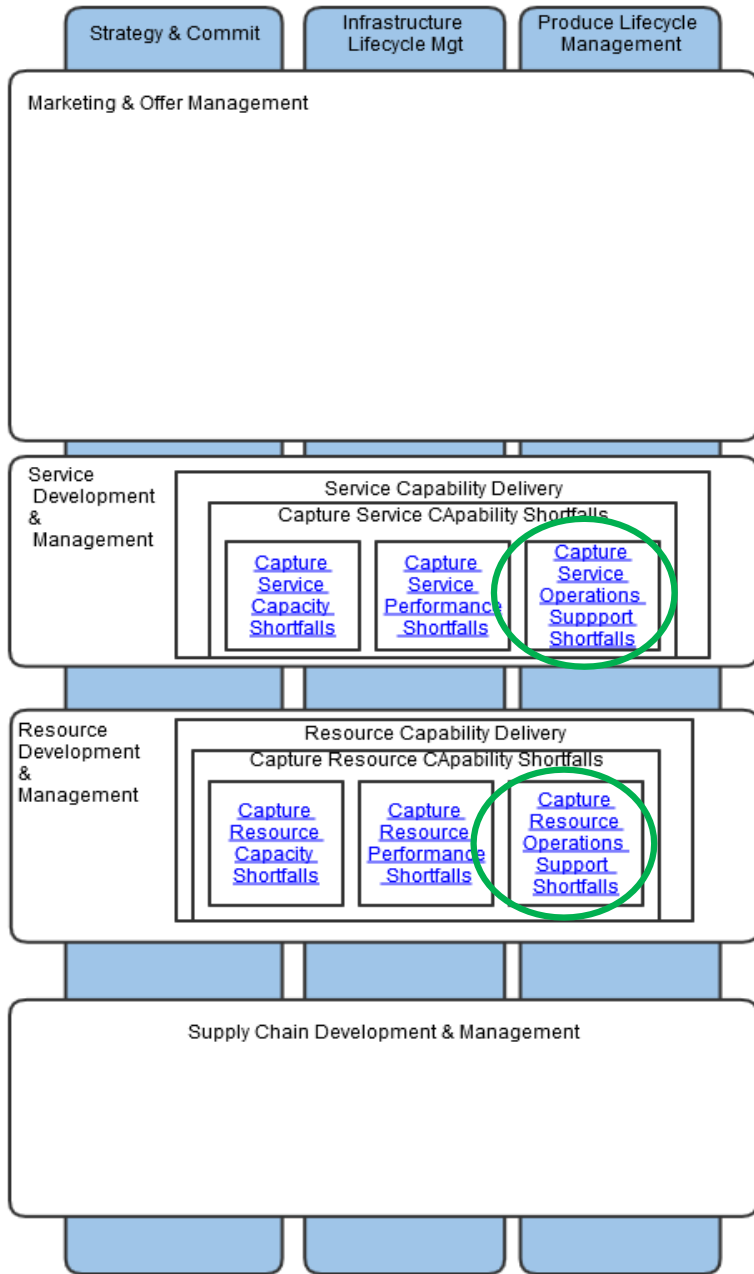 Strategy & Commit
Infrastructure
Lifecycle Mgt
Produce Lifecycle
Management
Marketing & Offer Management
Service
Development
&
Management
Service Capability Delivery
Capture Service CApability Shortfalls
Capture
Service
Capacity
Shortfalls
Capture
Service
Performance
Shortfalls
Capture
Service
Operations
Suppport
Shortfalls
Resource
Development
&
Management
Resource Capability Delivery
Capture Resource CApability Shortfalls
Capture
Resource
Capacity
Shortfalls
Capture
Resource
Performance
Shortfalls
Capture
Resource
Operations
Support
Shortfalls
Supply Chain Development & Management